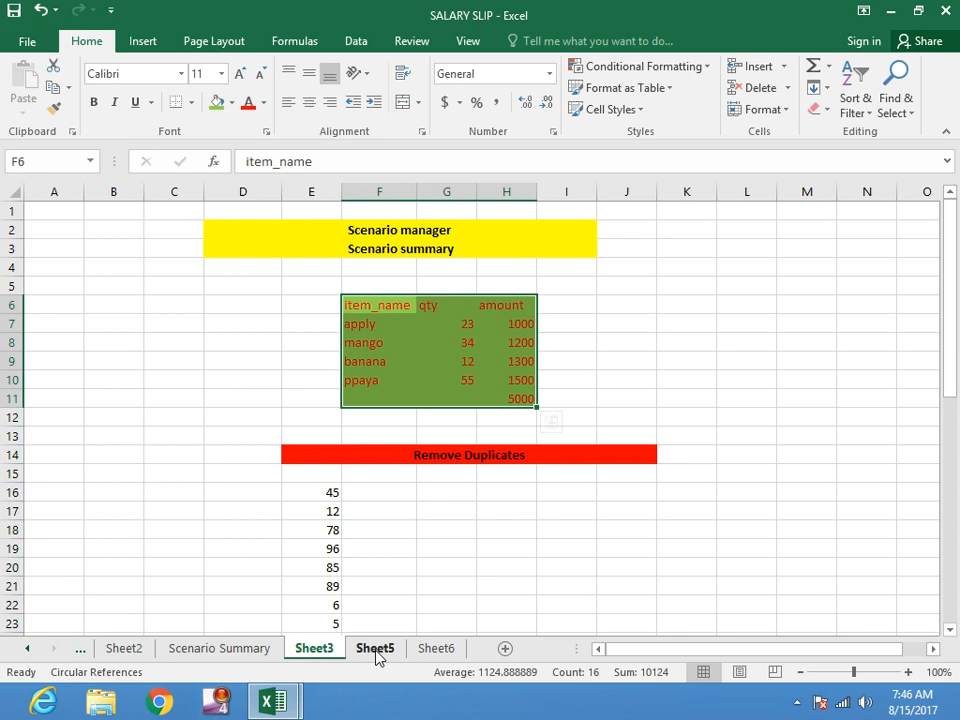 SALARY SLIP - Excel
File Home Insert Page Layout Formulas Data Review View Tell me what you want to do... Sign in Share
Paste Calibri 11 General Conditional Formatting Insert
Format as Table Delete Sort & Find &
B I U $ % , Cell Styles Format Filter Select
Clipboard Font Alignment Number Styles Cells Editing
F6 fx item_name
A B C D E F G H I J K L M N O
1
2 Scenario manager
3 Scenario summary
4
5
6 item_name qty amount
7 apply 23 1000
8 mango 34 1200
9 banana 12 1300
10 ppaya 55 1500
11 5000
12
13
14 Remove Duplicates
15
16 45
17 12
18 78
19 96
20 85
21 89
22 6
23 5
... Sheet2 Scenario Summary Sheet3 Sheet5 Sheet6
Ready Circular References Average: 1124.888889 Count: 16 Sum: 10124 100%
7:46 AM
8/15/2017